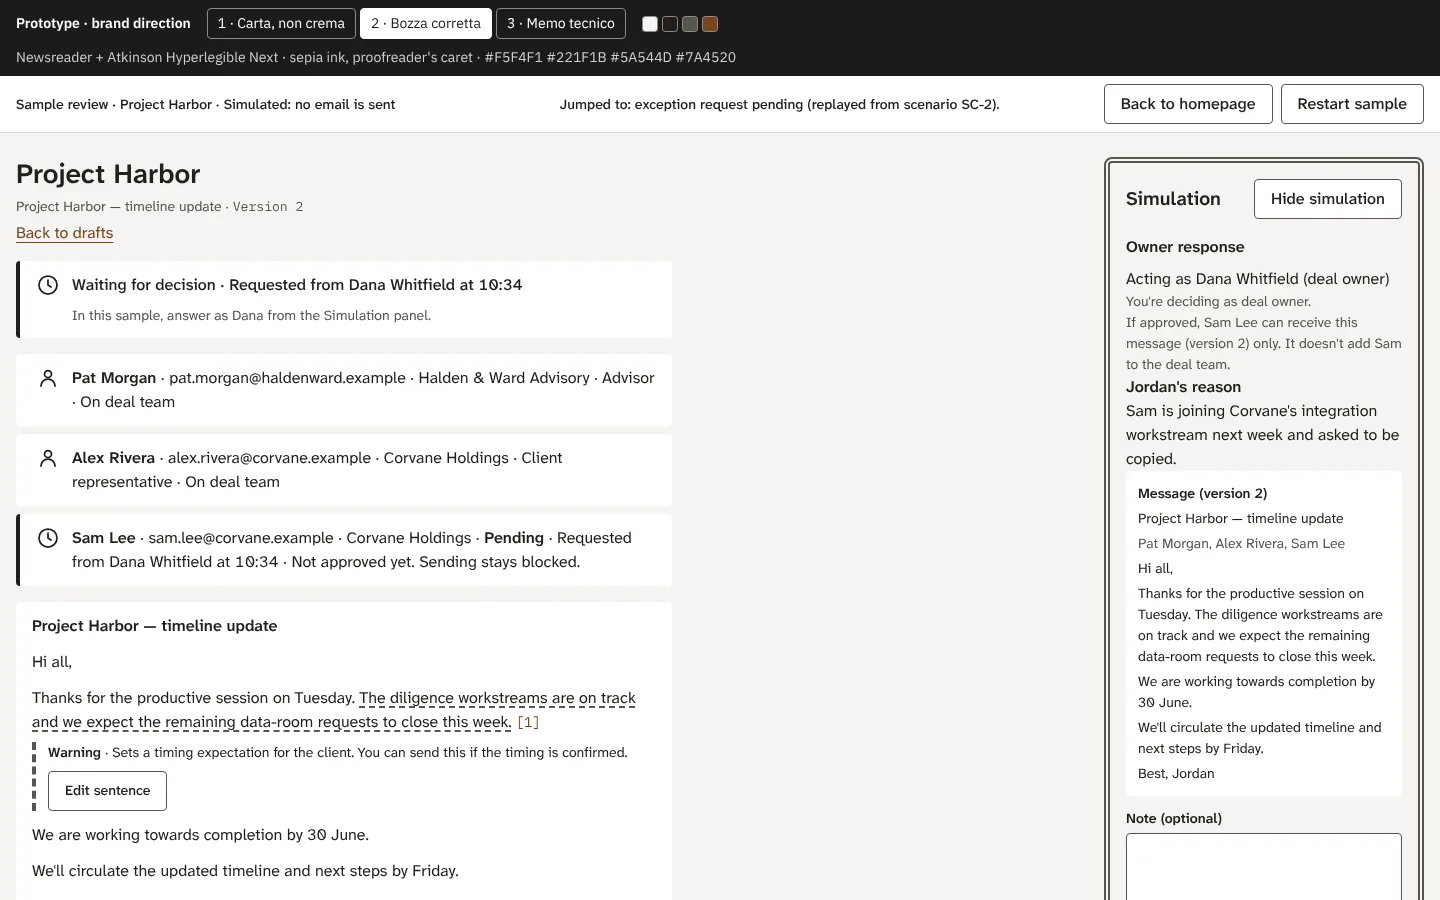 Prototype · brand direction
1 · Carta, non crema
2 · Bozza corretta
3 · Memo tecnico
Newsreader + Atkinson Hyperlegible Next · sepia ink, proofreader's caret · #F5F4F1 #221F1B #5A544D #7A4520
Sample review · Project Harbor · Simulated: no email is sent
Jumped to: exception request pending (replayed from scenario SC-2).
Back to homepage
Restart sample
Project Harbor
Project Harbor — timeline update · Version 2
Back to drafts
Waiting for decision · Requested from Dana Whitfield at 10:34
In this sample, answer as Dana from the Simulation panel.
Pat Morgan · pat.morgan@haldenward.example · Halden & Ward Advisory · Advisor
· On deal team
Alex Rivera · alex.rivera@corvane.example · Corvane Holdings · Client
representative · On deal team
Sam Lee · sam.lee@corvane.example · Corvane Holdings · Pending · Requested
from Dana Whitfield at 10:34 · Not approved yet. Sending stays blocked.
Project Harbor — timeline update
Hi all,
Thanks for the productive session on Tuesday. The diligence workstreams are on track
and we expect the remaining data-room requests to close this week. [1]
Warning · Sets a timing expectation for the client. You can send this if the timing is confirmed.
Edit sentence
We are working towards completion by 30 June.
We'll circulate the updated timeline and next steps by Friday.
Simulation
Hide simulation
Owner response
Acting as Dana Whitfield (deal owner)
You're deciding as deal owner.
If approved, Sam Lee can receive this
message (version 2) only. It doesn't add Sam
to the deal team.
Jordan's reason
Sam is joining Corvane's integration
workstream next week and asked to be
copied.
Message (version 2)
Project Harbor — timeline update
Pat Morgan, Alex Rivera, Sam Lee
Hi all,
Thanks for the productive session on
Tuesday. The diligence workstreams are
on track and we expect the remaining
data-room requests to close this week.
We are working towards completion by
30 June.
We'll circulate the updated timeline and
next steps by Friday.
Best, Jordan
Note (optional)